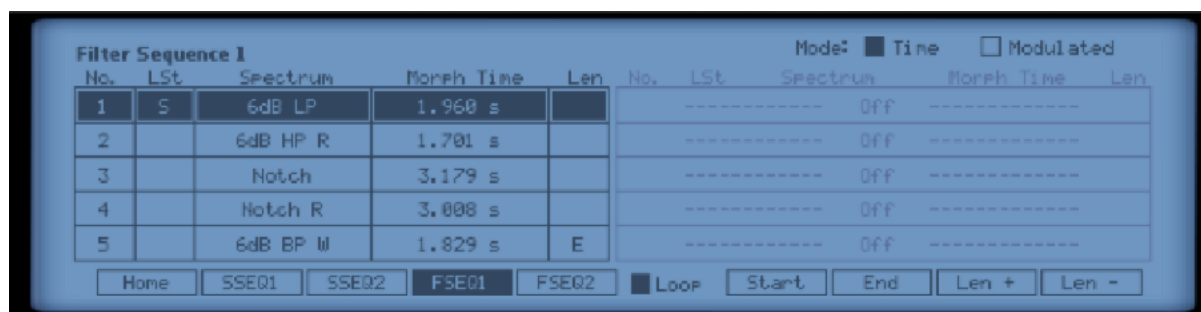 Filter Sequence 1 Mode: Time Modulated
No. LSt Spectrum Morph Time Len No. LSt Spectrum Morph Time Len
1 S 6dB LP 1.960 s ------------ Off -------------
2 6dB HP R 1.701 s ------------ Off -------------
3 Notch 3.179 s ------------ Off -------------
4 Notch R 3.008 s ------------ Off -------------
5 6dB BP W 1.829 s E ------------ Off -------------
Home SSEQ1 SSEQ2 FSEQ1 FSEQ2 Loop Start End Len + Len -